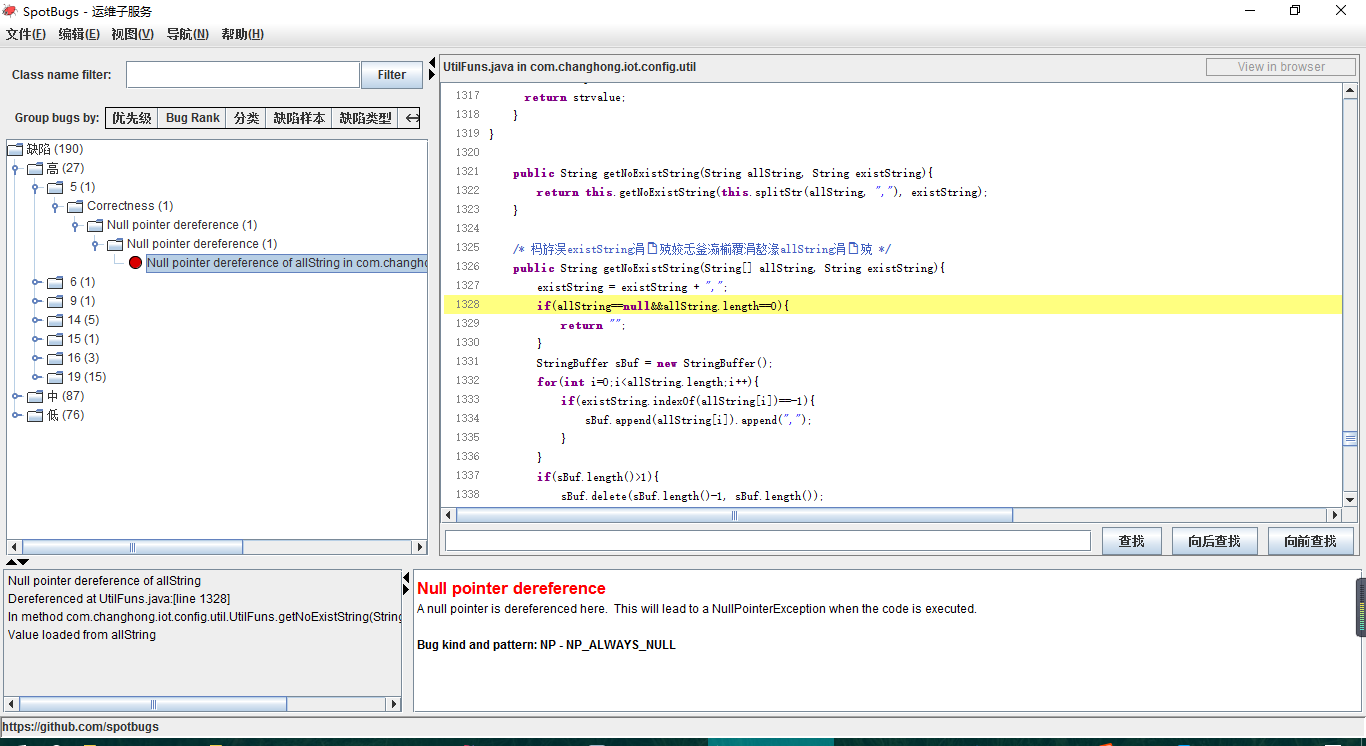 SpotBugs - 运维子服务
文件(F) 编辑(E) 视图(V) 导航(N) 帮助(H)
Class name filter:
Filter
Group bugs by:
优先级 Bug Rank 分类 缺陷样本 缺陷类型
缺陷 (190)
高 (27)
5 (1)
Correctness (1)
Null pointer dereference (1)
Null pointer dereference (1)
Null pointer dereference of allString in com.changho
6 (1)
9 (1)
14 (5)
15 (1)
16 (3)
19 (15)
中 (87)
低 (76)
UtilFuns.java in com.changhong.iot.config.util
View in browser
1317 return strvalue;
1318 }
1319 }
1320
1321 public String getNoExistString(String allString, String existString){
1322 return this.getNoExistString(this.splitStr(allString, ","), existString);
1323 }
1324
1325 /* existString allString */
1326 public String getNoExistString(String[] allString, String existString){
1327 existString = existString + ",";
1328 if(allString==null&&allString.length==0){
1329 return "";
1330 }
1331 StringBuffer sBuf = new StringBuffer();
1332 for(int i=0;i<allString.length;i++){
1333 if(existString.indexOf(allString[i])==-1){
1334 sBuf.append(allString[i]).append(",");
1335 }
1336 }
1337 if(sBuf.length()>1){
1338 sBuf.delete(sBuf.length()-1, sBuf.length());
查找 向后查找 向前查找
Null pointer dereference of allString
Dereferenced at UtilFuns.java:[line 1328]
In method com.changhong.iot.config.util.UtilFuns.getNoExistString(String
Value loaded from allString
Null pointer dereference
A null pointer is dereferenced here. This will lead to a NullPointerException when the code is executed.
Bug kind and pattern: NP - NP_ALWAYS_NULL
https://github.com/spotbugs